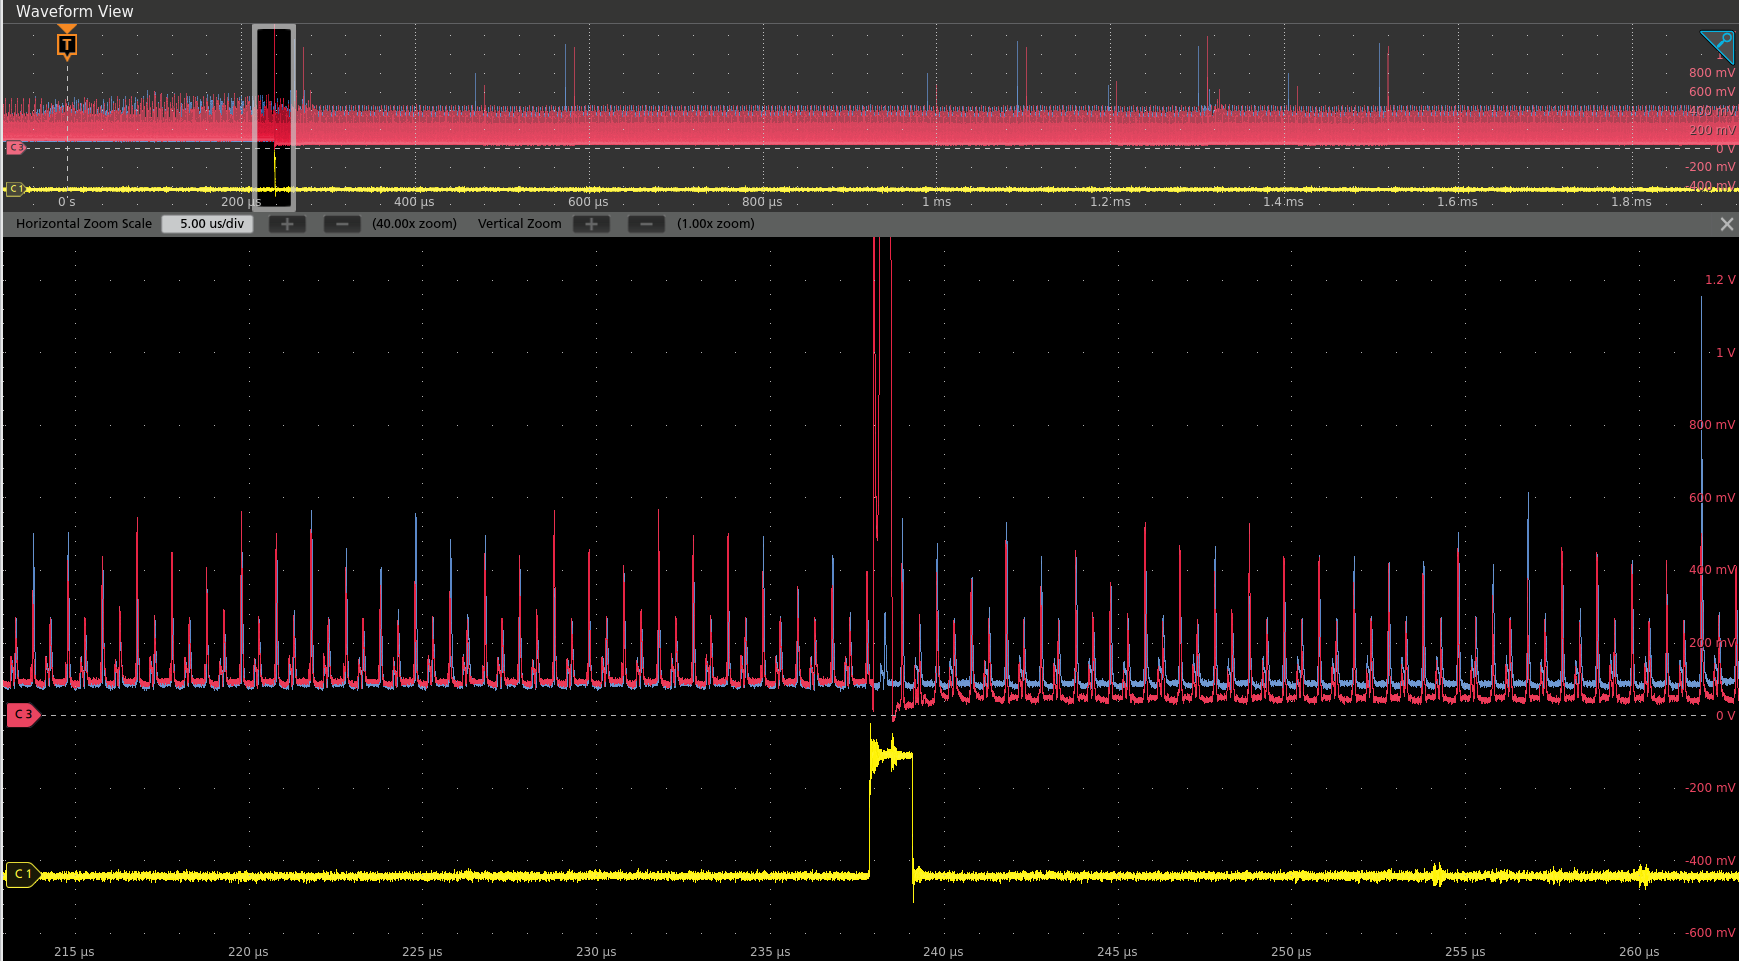 Waveform View
T
800 mV
600 mV
400 mV
200 mV
C 3
0 V
-200 mV
C 1
-400 mV
0 s
200 µs
400 µs
600 µs
800 µs
1 ms
1.2 ms
1.4 ms
1.6 ms
1.8 ms
Horizontal Zoom Scale 5.00 us/div + − (40.00x zoom) Vertical Zoom + − (1.00x zoom)
1.2 V
1 V
800 mV
600 mV
400 mV
200 mV
C 3
0 V
-200 mV
-400 mV
C 1
-600 mV
215 µs
220 µs
225 µs
230 µs
235 µs
240 µs
245 µs
250 µs
255 µs
260 µs